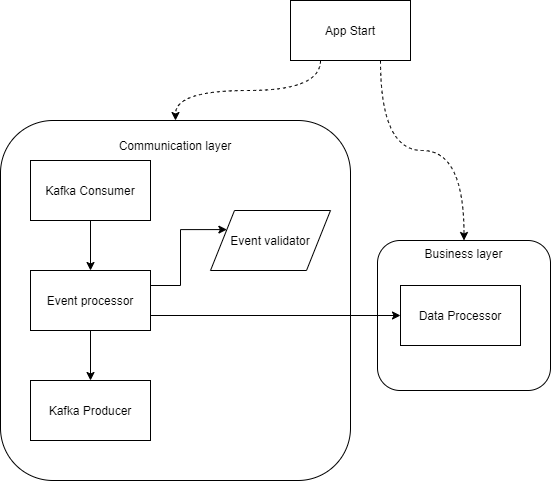 App Start
Communication layer
Kafka Consumer
Event validator
Business layer
Event processor
Data Processor
Kafka Producer